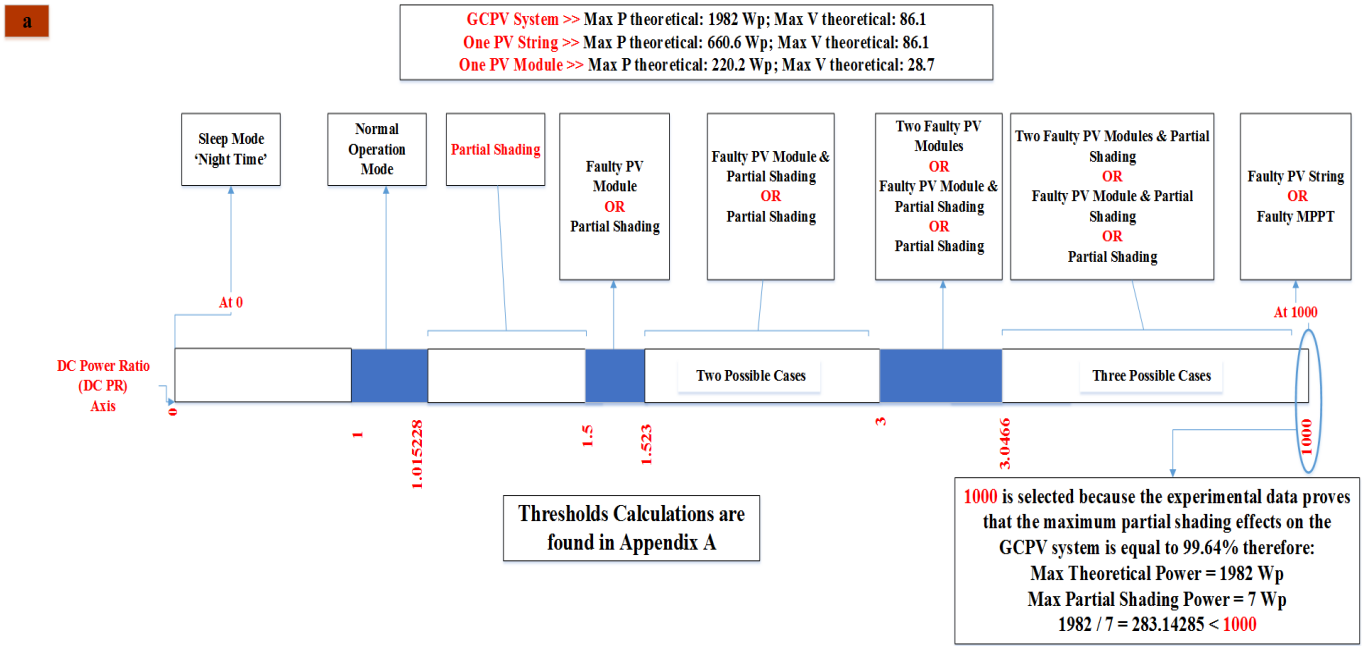 a
GCPV System >> Max P theoretical: 1982 Wp; Max V theoretical: 86.1
One PV String >> Max P theoretical: 660.6 Wp; Max V theoretical: 86.1
One PV Module >> Max P theoretical: 220.2 Wp; Max V theoretical: 28.7
Sleep Mode
‘Night Time’
Normal
Operation
Mode
Partial Shading
Faulty PV
Module
OR
Partial Shading
Faulty PV Module &
Partial Shading
OR
Partial Shading
Two Faulty PV
Modules
OR
Faulty PV Module &
Partial Shading
OR
Partial Shading
Two Faulty PV Modules & Partial
Shading
OR
Faulty PV Module & Partial
Shading
OR
Partial Shading
Faulty PV String
OR
Faulty MPPT
At 0
At 1000
DC Power Ratio
(DC PR)
Axis
Two Possible Cases
Three Possible Cases
0
1
1.015228
1.5
1.523
3
3.0466
1000
Thresholds Calculations are
found in Appendix A
1000 is selected because the experimental data proves
that the maximum partial shading effects on the
GCPV system is equal to 99.64% therefore:
Max Theoretical Power = 1982 Wp
Max Partial Shading Power = 7 Wp
1982 / 7 = 283.14285 < 1000